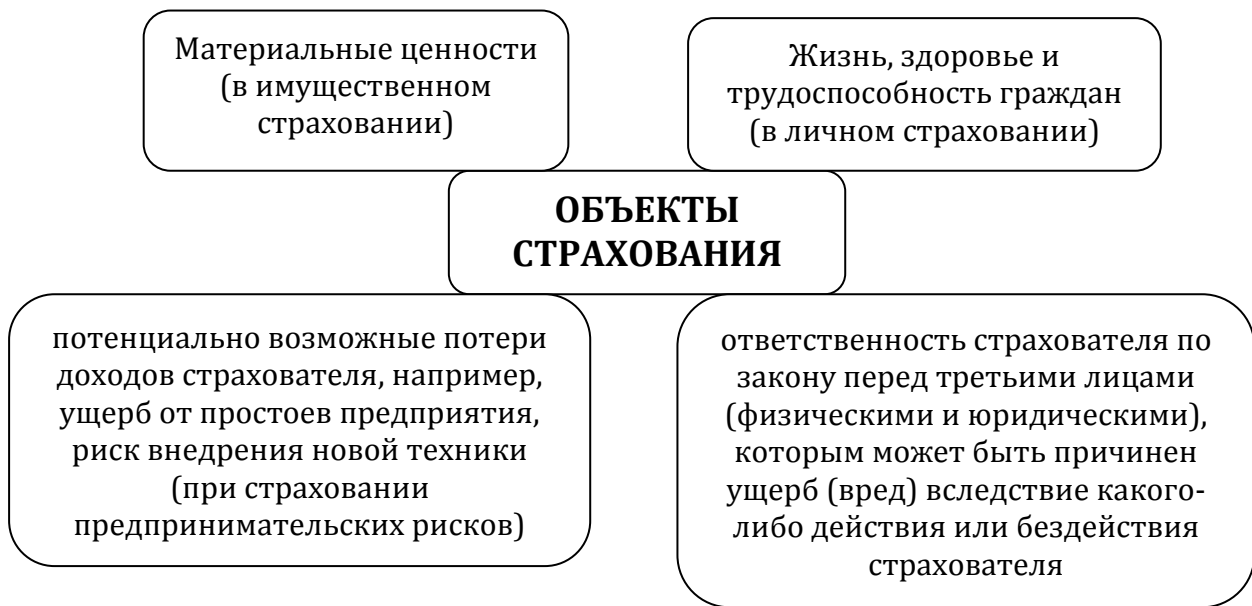 Материальные ценности
(в имущественном
страховании)
Жизнь, здоровье и
трудоспособность граждан
(в личном страховании)
ОБЪЕКТЫ
СТРАХОВАНИЯ
потенциально возможные потери
доходов страхователя, например,
ущерб от простоев предприятия,
риск внедрения новой техники
(при страховании
предпринимательских рисков)
ответственность страхователя по
закону перед третьими лицами
(физическими и юридическими),
которым может быть причинен
ущерб (вред) вследствие какого-
либо действия или бездействия
страхователя